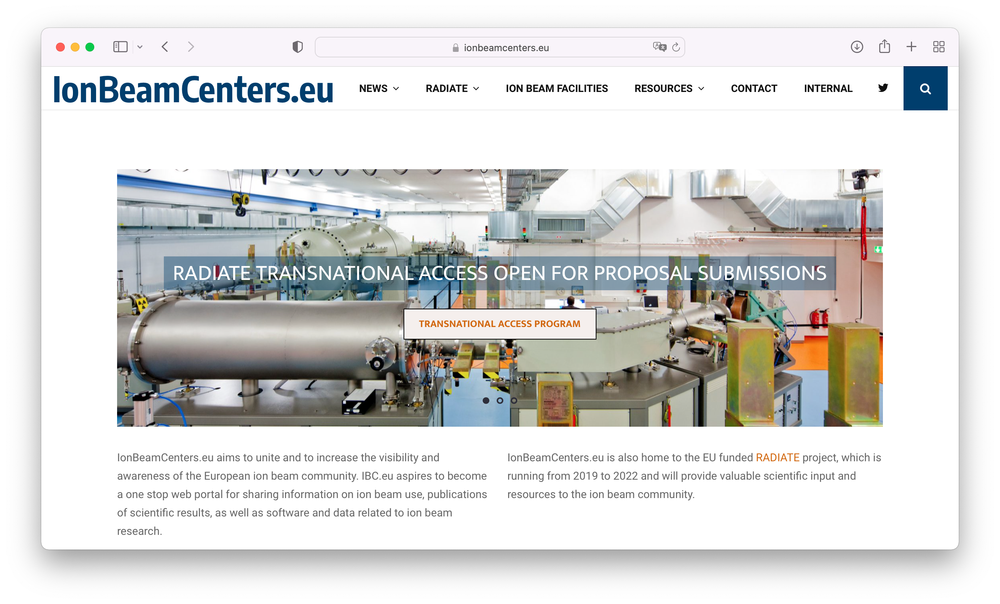 ionbeamcenters.eu
IonBeamCenters.eu
NEWS
RADIATE
ION BEAM FACILITIES
RESOURCES
CONTACT
INTERNAL
RADIATE TRANSNATIONAL ACCESS OPEN FOR PROPOSAL SUBMISSIONS
TRANSNATIONAL ACCESS PROGRAM
IonBeamCenters.eu aims to unite and to increase the visibility and
awareness of the European ion beam community. IBC.eu aspires to become
a one stop web portal for sharing information on ion beam use, publications
of scientific results, as well as software and data related to ion beam
research.
IonBeamCenters.eu is also home to the EU funded RADIATE project, which is
running from 2019 to 2022 and will provide valuable scientific input and
resources to the ion beam community.